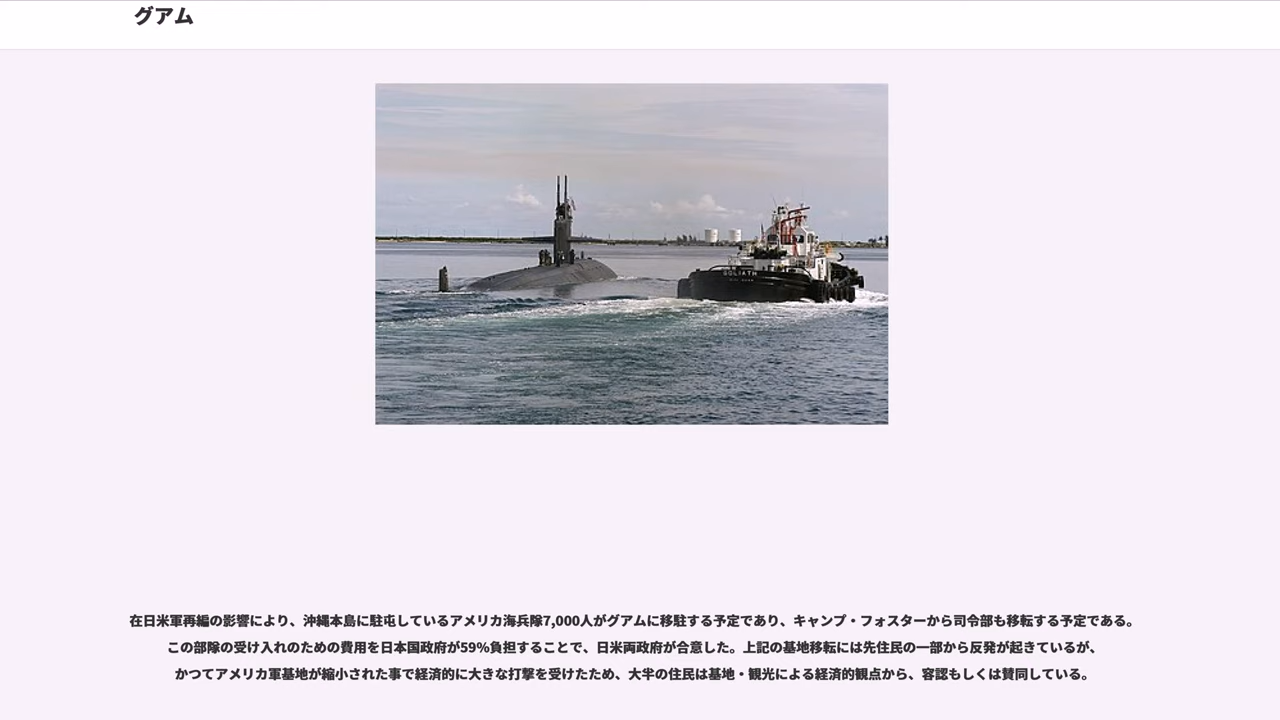 グアム
GOLIATH
在日米軍再編の影響により、沖縄本島に駐屯しているアメリカ海兵隊7,000人がグアムに移駐する予定であり、キャンプ・フォスターから司令部も移転する予定である。
この部隊の受け入れのための費用を日本国政府が59%負担することで、日米両政府が合意した。上記の基地移転には先住民の一部から反発が起きているが、
かつてアメリカ軍基地が縮小された事で経済的に大きな打撃を受けたため、大半の住民は基地・観光による経済的観点から、容認もしくは賛同している。